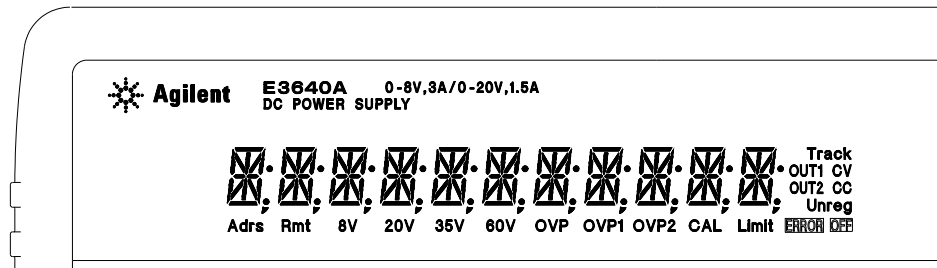 Agilent
E3640A 0-8V,3A/0-20V,1.5A
DC POWER SUPPLY
Track
OUT1 CV
OUT2 CC
Unreg
Adrs Rmt 8V 20V 35V 60V OVP OVP1 OVP2 CAL Limit ERROR OFF